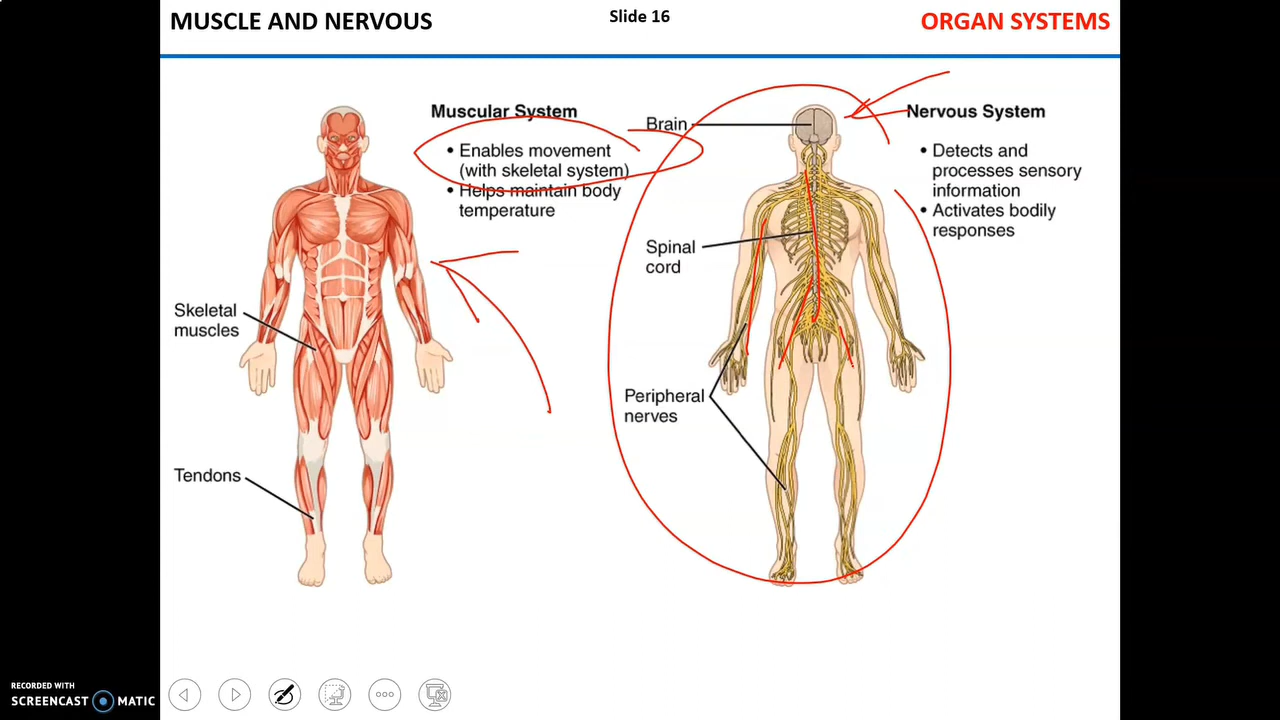 MUSCLE AND NERVOUS
Slide 16
ORGAN SYSTEMS
Muscular System
• Enables movement
(with skeletal system)
• Helps maintain body
temperature
Skeletal
muscles
Tendons
Brain
Spinal
cord
Peripheral
nerves
Nervous System
• Detects and
processes sensory
information
• Activates bodily
responses
RECORDED WITH
SCREENCAST MATIC